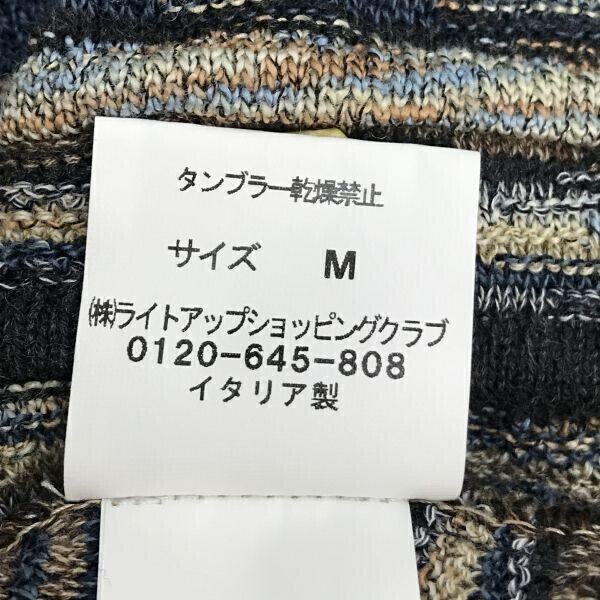 タンブラー乾燥禁止
サイズ M
㈱ライトアップショッピングクラブ
0120-645-808
イタリア製